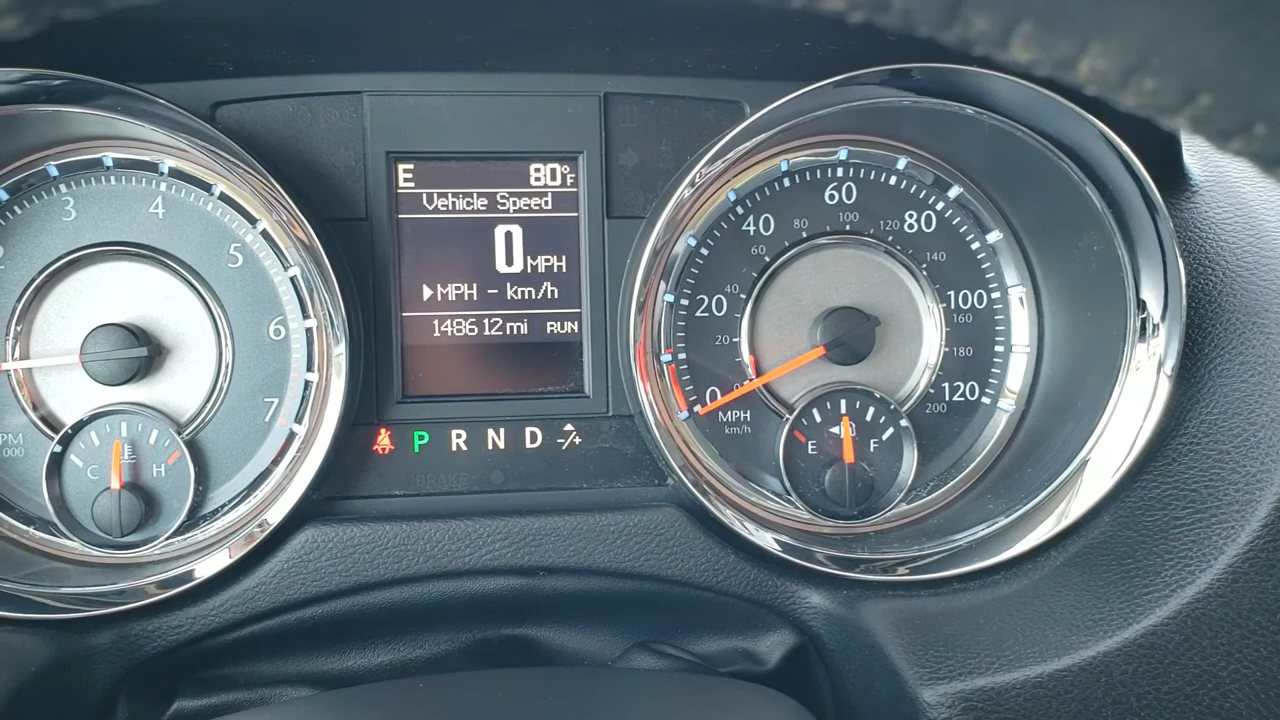 E 80°F
Vehicle Speed
0 MPH
▶MPH - km/h
148612 mi RUN
P R N D -/+
BRAKE
3 4 5 6 7
C H
0 20 40 60 80 100 120
20 40 60 80 100 120 140 160 180 200
MPH
km/h
E F